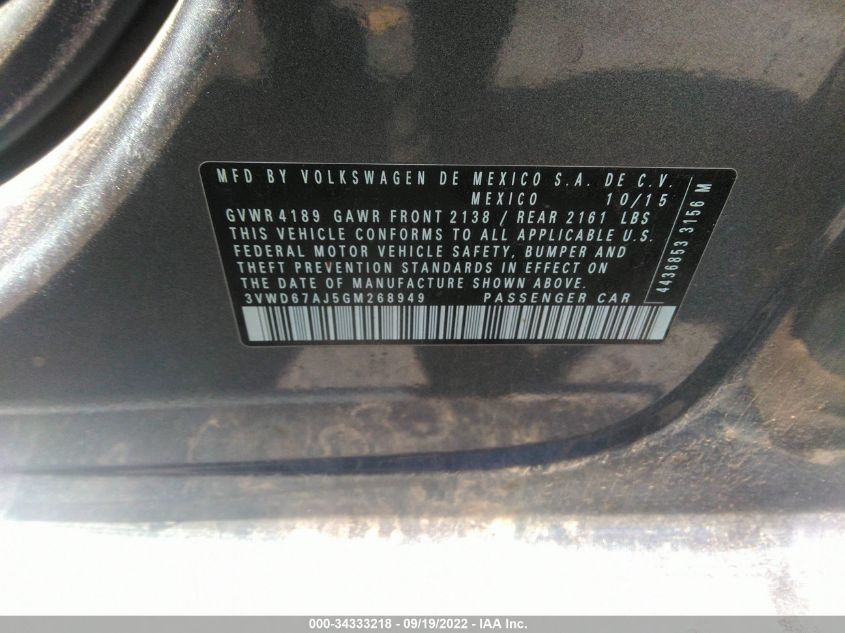 MFD BY VOLKSWAGEN DE MEXICO S.A. DE C.V.
MEXICO 10/15
GVWR 4189 GAWR FRONT 2138 / REAR 2161 LBS
THIS VEHICLE CONFORMS TO ALL APPLICABLE U.S.
FEDERAL MOTOR VEHICLE SAFETY, BUMPER AND
THEFT PREVENTION STANDARDS IN EFFECT ON
THE DATE OF MANUFACTURE SHOWN ABOVE.
3VWD67AJ5GM268949 PASSENGER CAR
4436853 3156 M
000-34333218 - 09/19/2022 - IAA Inc.